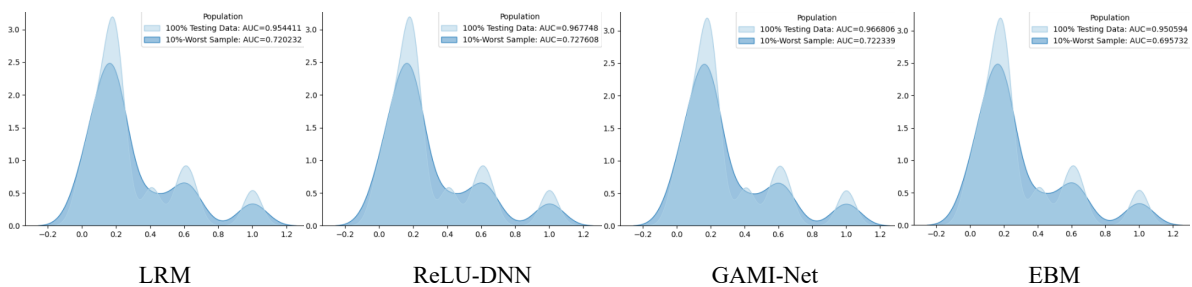 Population
100% Testing Data: AUC=0.954411
10%-Worst Sample: AUC=0.720232
3.0
2.5
2.0
1.5
1.0
0.5
0.0
−0.2 0.0 0.2 0.4 0.6 0.8 1.0 1.2
LRM
Population
100% Testing Data: AUC=0.967748
10%-Worst Sample: AUC=0.727608
3.0
2.5
2.0
1.5
1.0
0.5
0.0
−0.2 0.0 0.2 0.4 0.6 0.8 1.0 1.2
ReLU-DNN
Population
100% Testing Data: AUC=0.966806
10%-Worst Sample: AUC=0.722339
3.0
2.5
2.0
1.5
1.0
0.5
0.0
−0.2 0.0 0.2 0.4 0.6 0.8 1.0 1.2
GAMI-Net
Population
100% Testing Data: AUC=0.950594
10%-Worst Sample: AUC=0.695732
3.0
2.5
2.0
1.5
1.0
0.5
0.0
−0.2 0.0 0.2 0.4 0.6 0.8 1.0 1.2
EBM